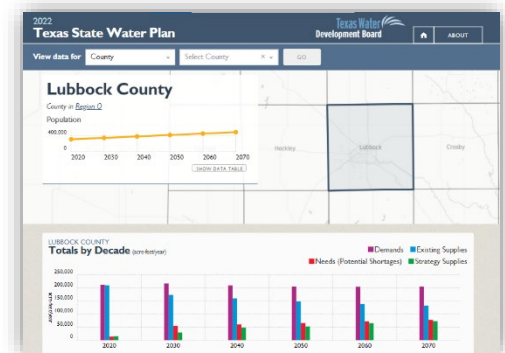 2022
Texas State Water Plan
Texas Water
Development Board
ABOUT
View data for County Select County × GO
Lubbock County
County in Region O
Population
400,000
0
2020 2030 2040 2050 2060 2070
SHOW DATA TABLE
Hockley Lubbock Crosby
LUBBOCK COUNTY
Totals by Decade (acre-feet/year)
Demands Existing Supplies
Needs (Potential Shortages) Strategy Supplies
250,000
200,000
150,000
100,000
50,000
0
acre-feet/year
2020 2030 2040 2050 2060 2070